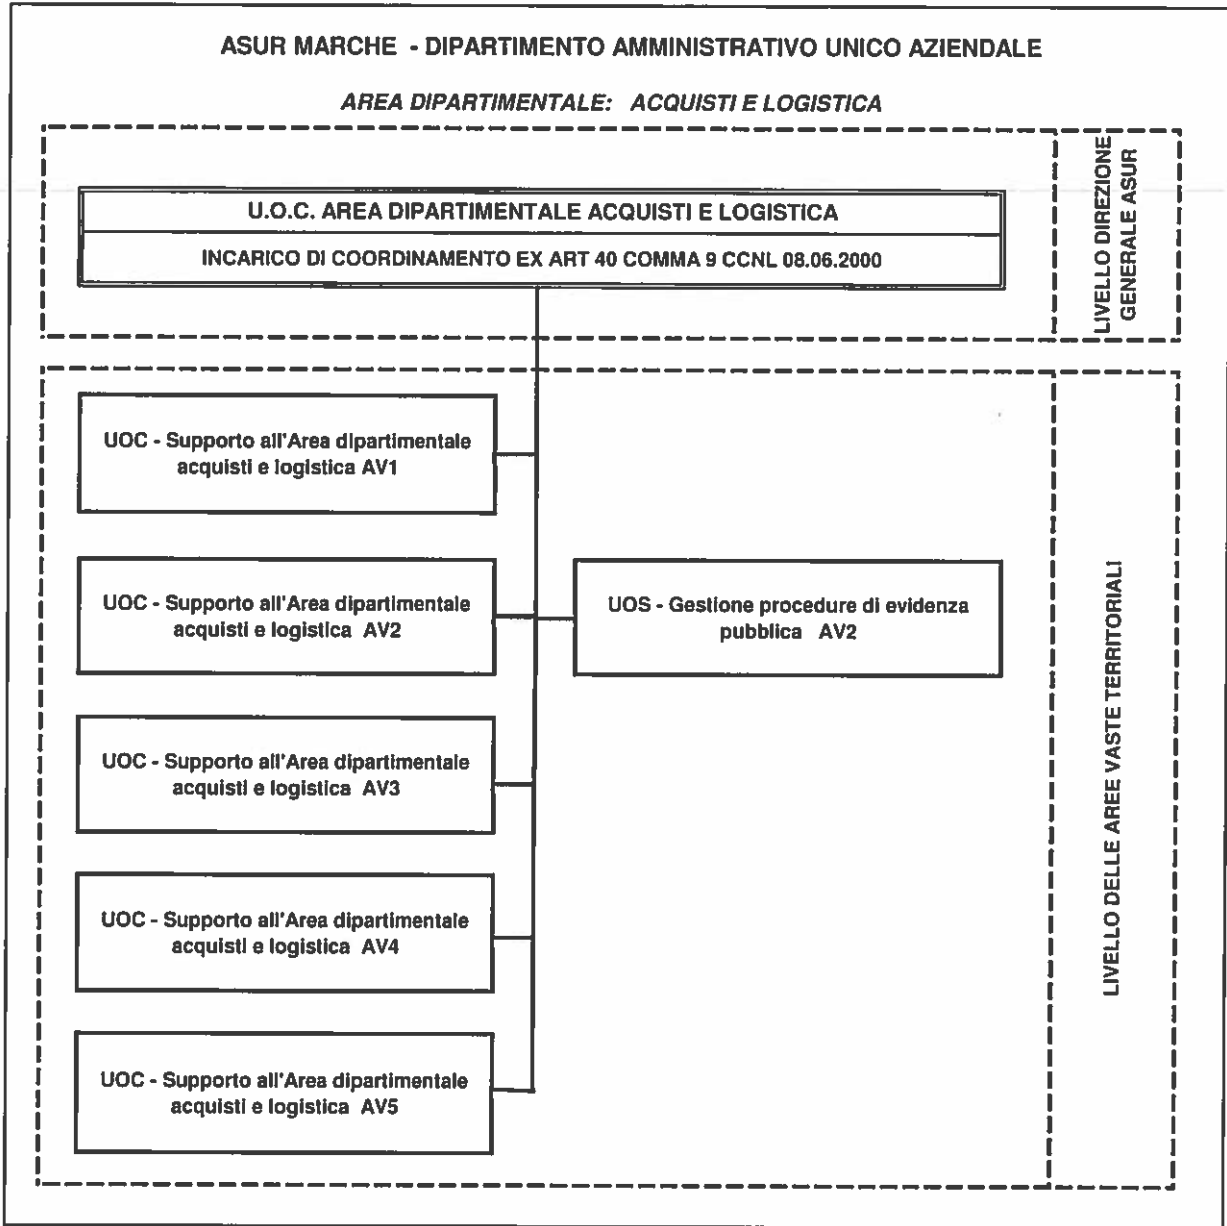 ASUR MARCHE - DIPARTIMENTO AMMINISTRATIVO UNICO AZIENDALE
AREA DIPARTIMENTALE: ACQUISTI E LOGISTICA
U.O.C. AREA DIPARTIMENTALE ACQUISTI E LOGISTICA
INCARICO DI COORDINAMENTO EX ART 40 COMMA 9 CCNL 08.06.2000
LIVELLO DIREZIONE
GENERALE ASUR
UOC - Supporto all'Area dipartimentale
acquisti e logistica AV1
UOC - Supporto all'Area dipartimentale
acquisti e logistica AV2
UOS - Gestione procedure di evidenza
pubblica AV2
UOC - Supporto all'Area dipartimentale
acquisti e logistica AV3
UOC - Supporto all'Area dipartimentale
acquisti e logistica AV4
UOC - Supporto all'Area dipartimentale
acquisti e logistica AV5
LIVELLO DELLE AREE VASTE TERRITORIALI